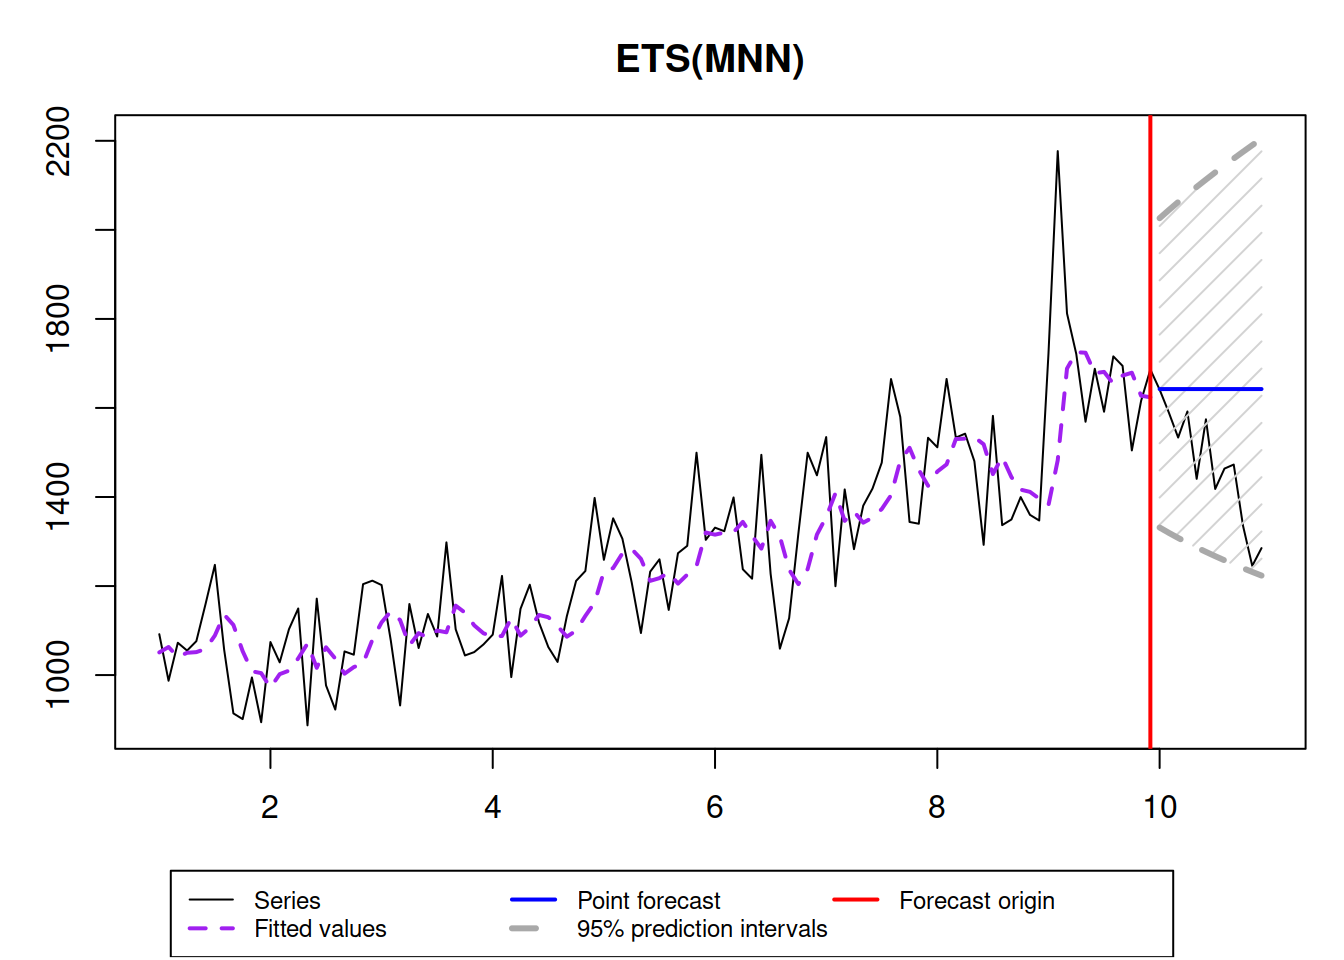 ETS(MNN)
2200
1800
1400
1000
2 4 6 8 10
Series Point forecast Forecast origin
Fitted values 95% prediction intervals